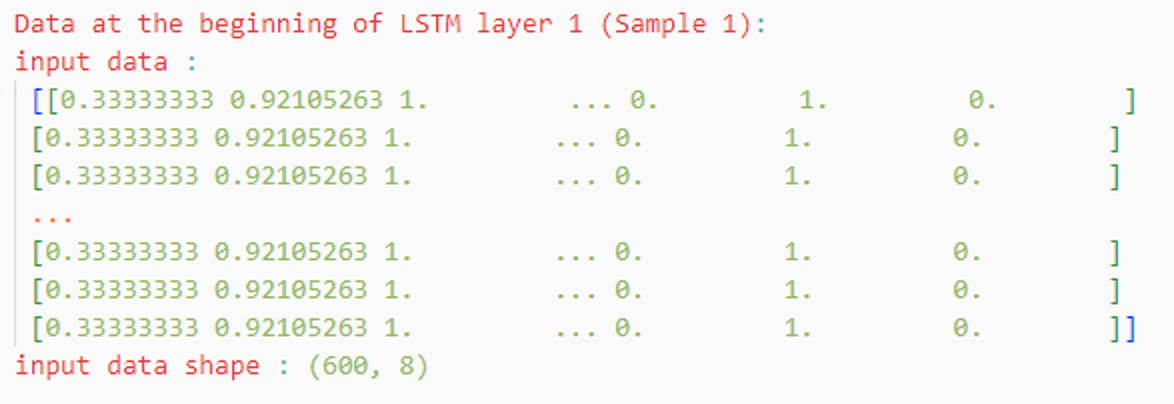 Data at the beginning of LSTM layer 1 (Sample 1):
input data :
[[0.33333333 0.92105263 1.         ... 0.         1.         0.        ]
[0.33333333 0.92105263 1.         ... 0.         1.         0.        ]
[0.33333333 0.92105263 1.         ... 0.         1.         0.        ]
...
[0.33333333 0.92105263 1.         ... 0.         1.         0.        ]
[0.33333333 0.92105263 1.         ... 0.         1.         0.        ]
[0.33333333 0.92105263 1.         ... 0.         1.         0.        ]]
input data shape : (600, 8)